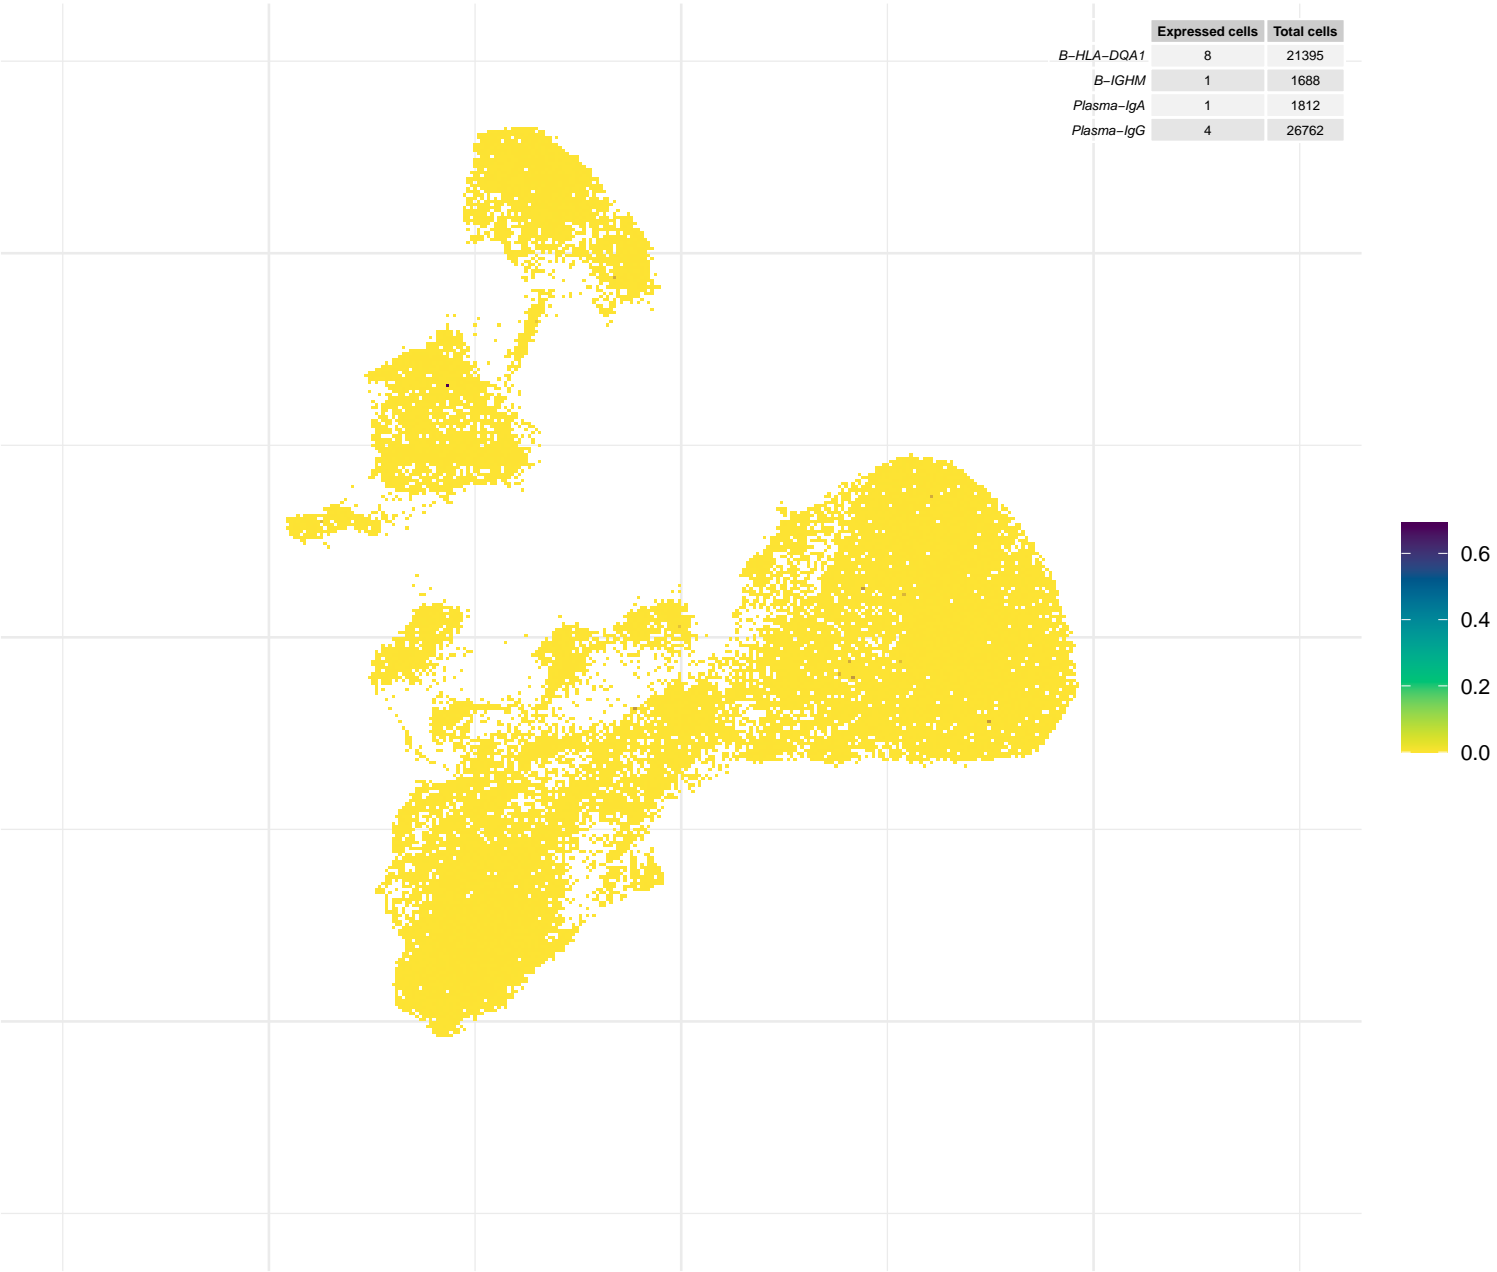 Expressed cells Total cells
B−HLA−DQA1 8 21395
B−IGHM 1 1688
Plasma−IgA 1 1812
Plasma−IgG 4 26762
0.6
0.4
0.2
0.0